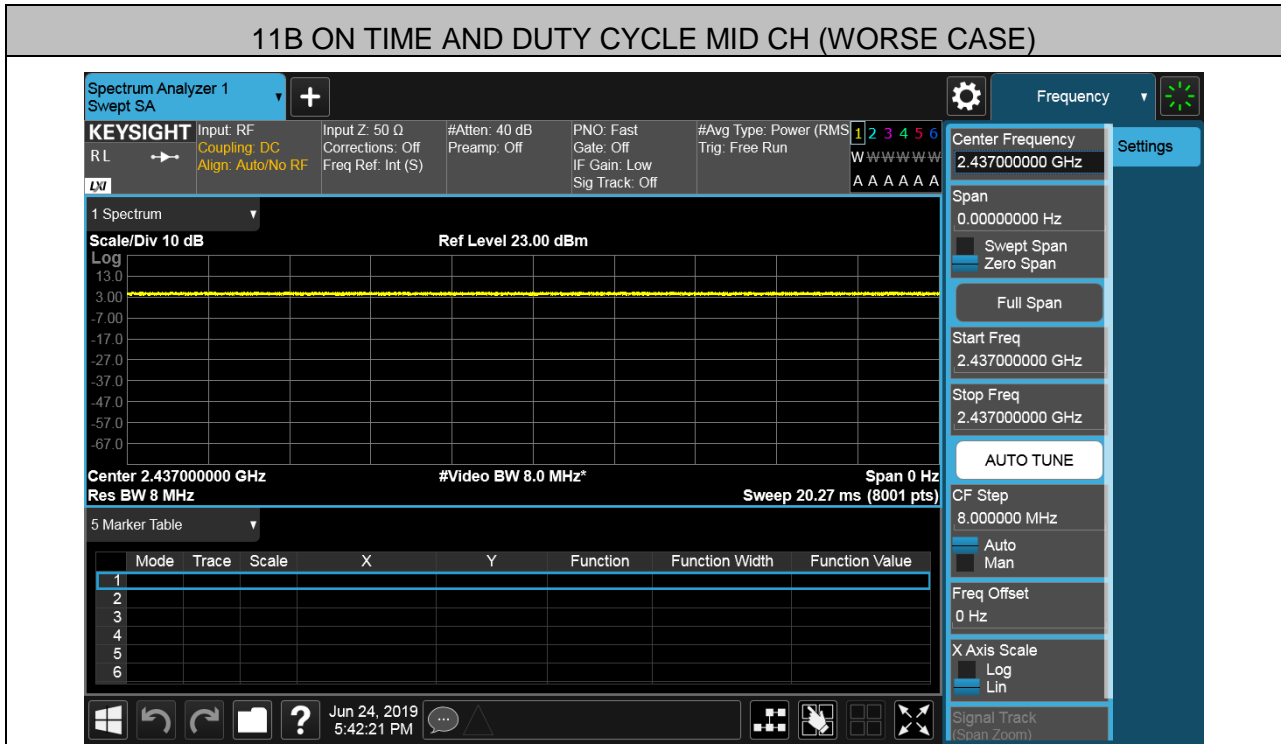 11B ON TIME AND DUTY CYCLE MID CH (WORSE CASE)
Spectrum Analyzer 1
Swept SA
+
Frequency
KEYSIGHT
RL
LXI
Input: RF
Coupling: DC
Align: Auto/No RF
Input Z: 50 Ω
Corrections: Off
Freq Ref: Int (S)
#Atten: 40 dB
Preamp: Off
PNO: Fast
Gate: Off
IF Gain: Low
Sig Track: Off
#Avg Type: Power (RMS
Trig: Free Run
1 2 3 4 5 6
W W W W W W
A A A A A A
1 Spectrum
Scale/Div 10 dB
Ref Level 23.00 dBm
Log
13.0
3.00
-7.00
-17.0
-27.0
-37.0
-47.0
-57.0
-67.0
Center 2.437000000 GHz
#Video BW 8.0 MHz*
Span 0 Hz
Res BW 8 MHz
Sweep 20.27 ms (8001 pts)
5 Marker Table
Mode Trace Scale X Y Function Function Width Function Value
1
2
3
4
5
6
?
Jun 24, 2019
5:42:21 PM
Center Frequency
2.437000000 GHz
Settings
Span
0.00000000 Hz
Swept Span
Zero Span
Full Span
Start Freq
2.437000000 GHz
Stop Freq
2.437000000 GHz
AUTO TUNE
CF Step
8.000000 MHz
Auto
Man
Freq Offset
0 Hz
X Axis Scale
Log
Lin
Signal Track
(Span Zoom)